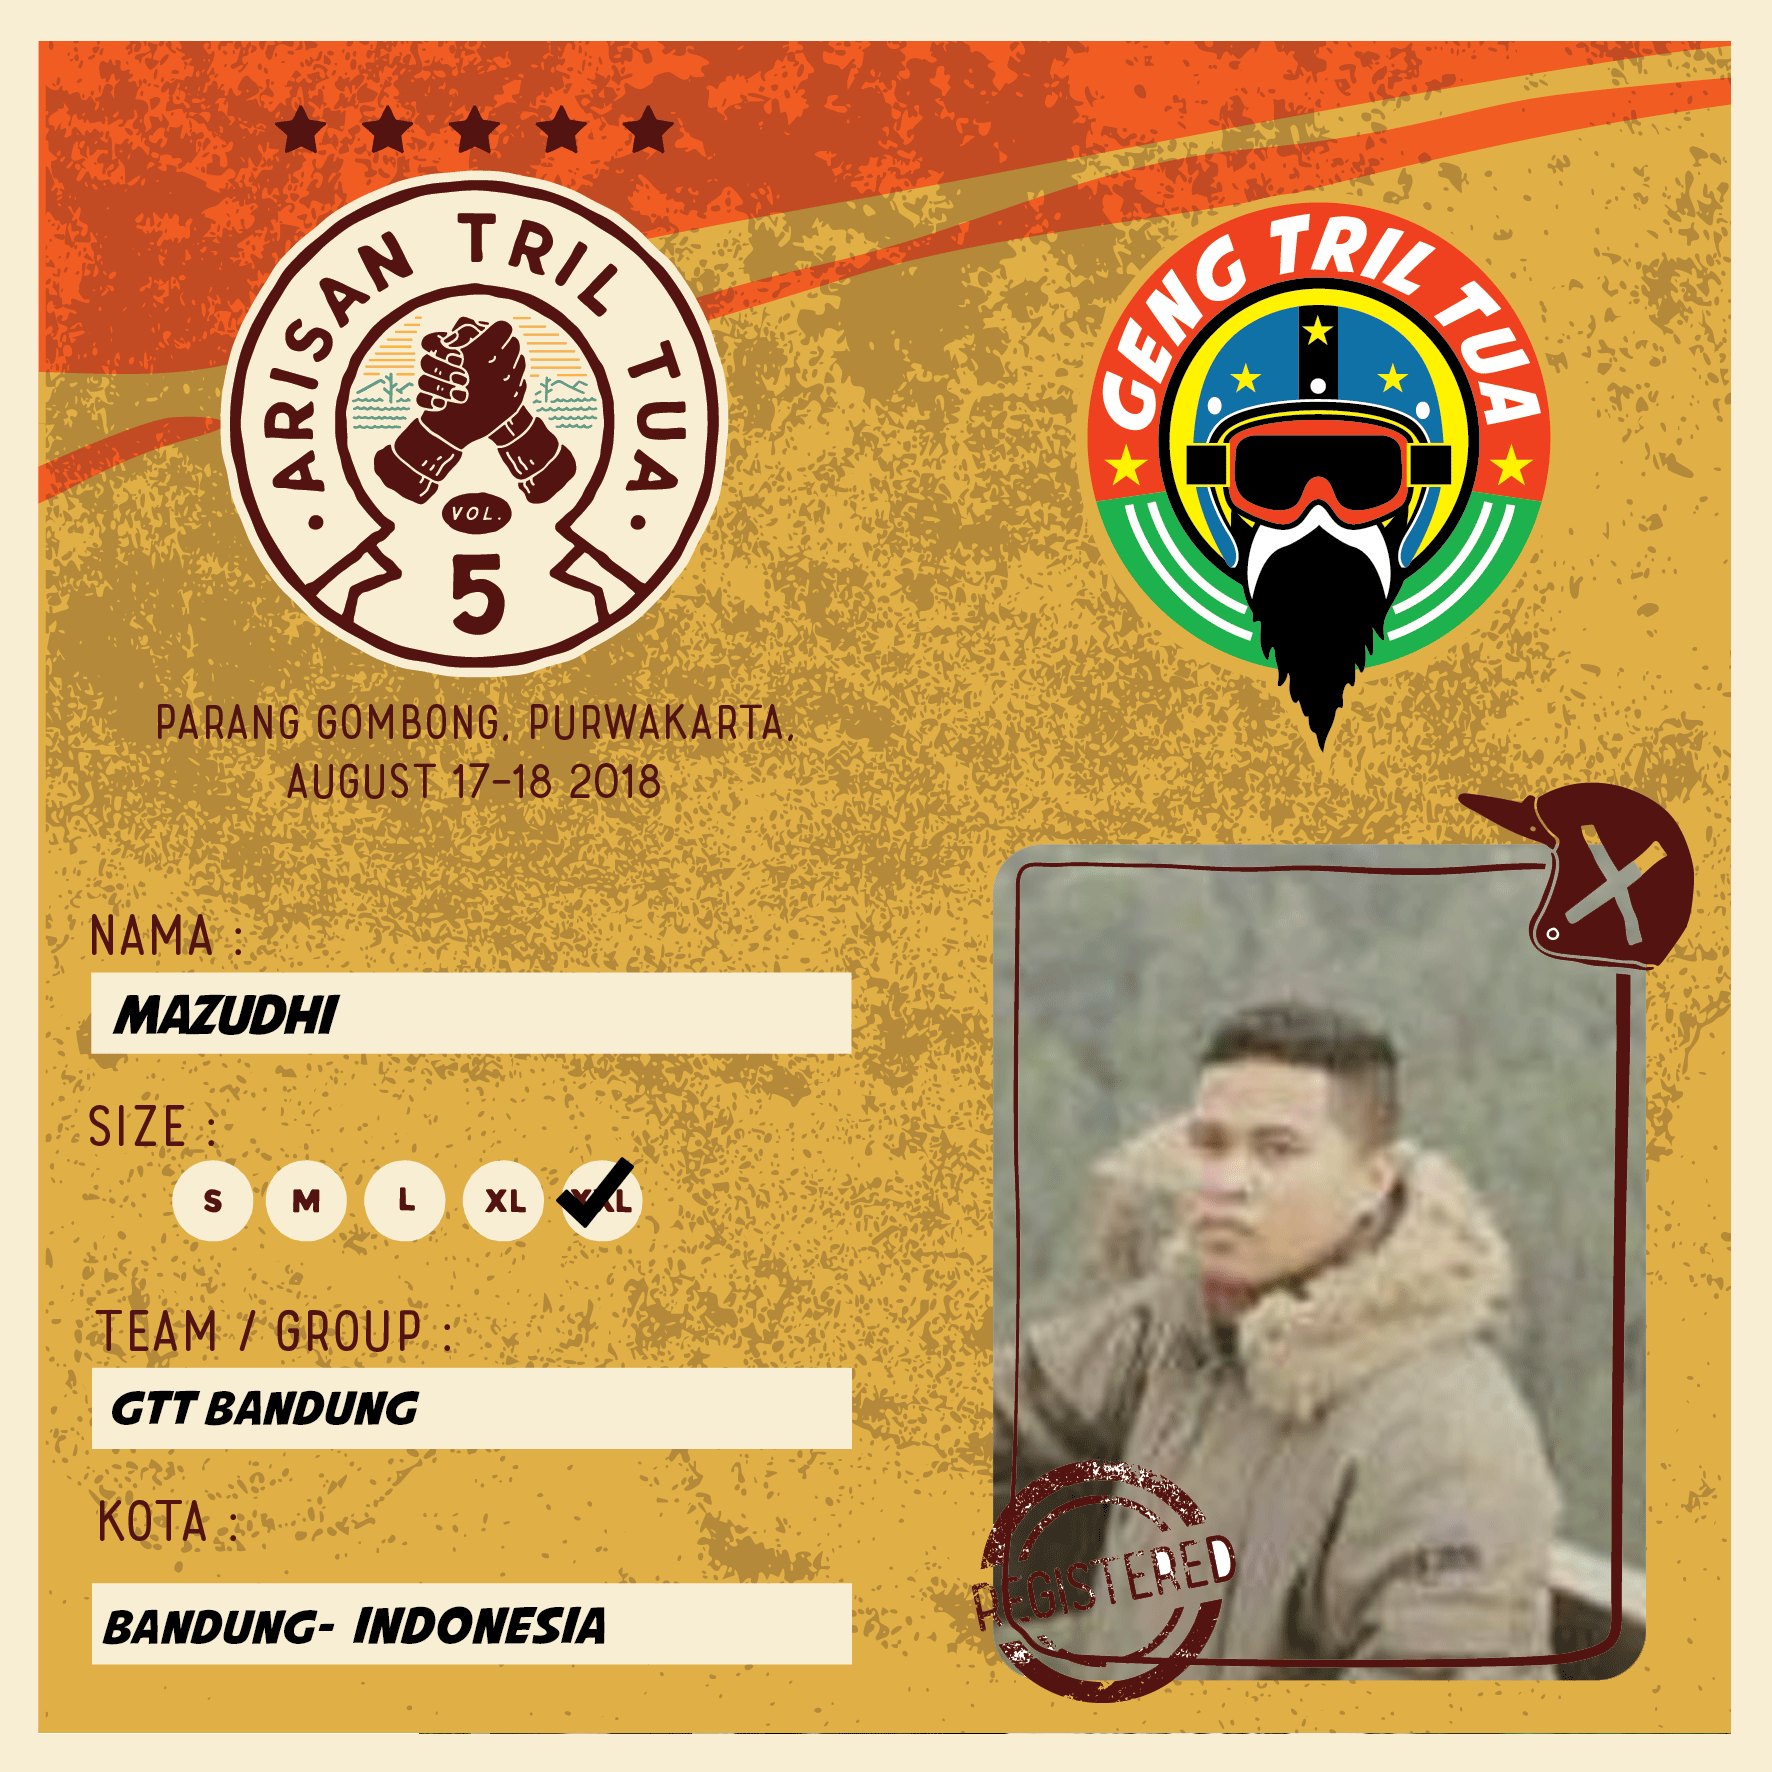 ARISAN TRIL TUA
VOL.
5
GENG TRIL TUA
PARANG GOMBONG, PURWAKARTA,
AUGUST 17-18 2018
NAMA :
MAZUDHI
SIZE :
S M L XL XXL
TEAM / GROUP :
GTT BANDUNG
KOTA :
BANDUNG- INDONESIA
REGISTERED